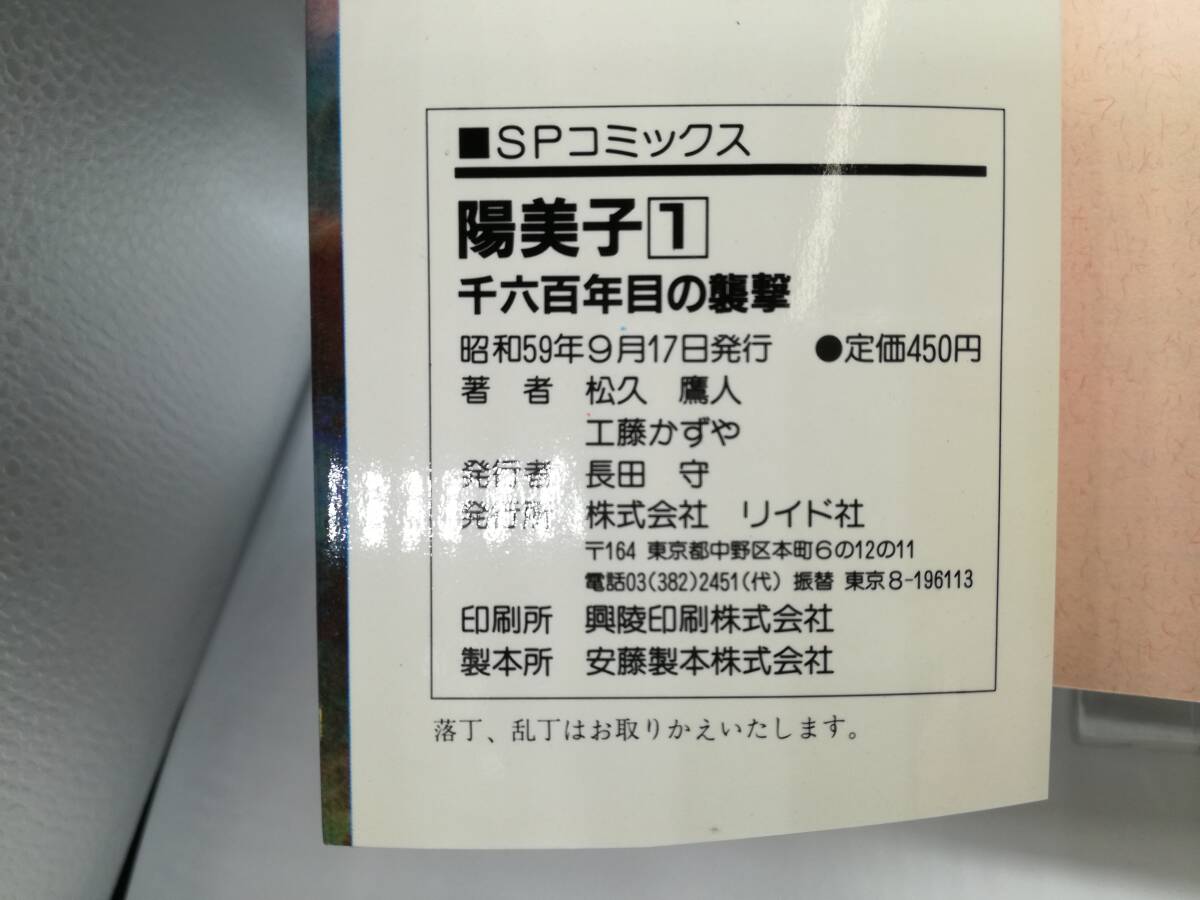 ■SPコミックス
陽美子1
千六百年目の襲撃
昭和59年9月17日発行 ●定価450円
著者 松久 鷹人
工藤かずや
発行者 長田 守
発行所 株式会社 リイド社
〒164 東京都中野区本町6の12の11
電話03(382)2451(代) 振替 東京8-196113
印刷所 興陵印刷株式会社
製本所 安藤製本株式会社
落丁、乱丁はお取りかえいたします。